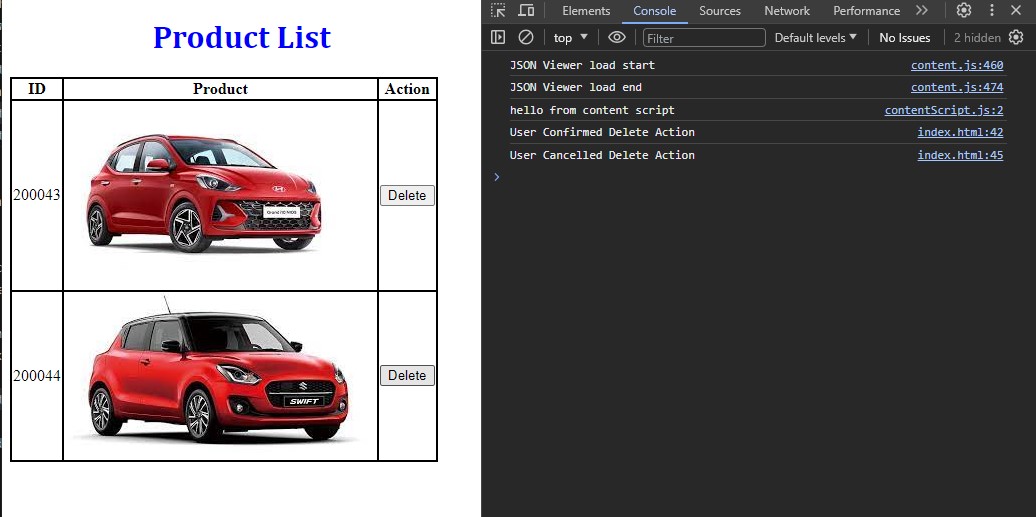 Product List
ID Product Action
200043 Delete
Grand i10 NIOS
200044 Delete
SWIFT
Elements Console Sources Network Performance
top Filter Default levels No Issues 2 hidden
JSON Viewer load start content.js:460
JSON Viewer load end content.js:474
hello from content script contentScript.js:2
User Confirmed Delete Action index.html:42
User Cancelled Delete Action index.html:45